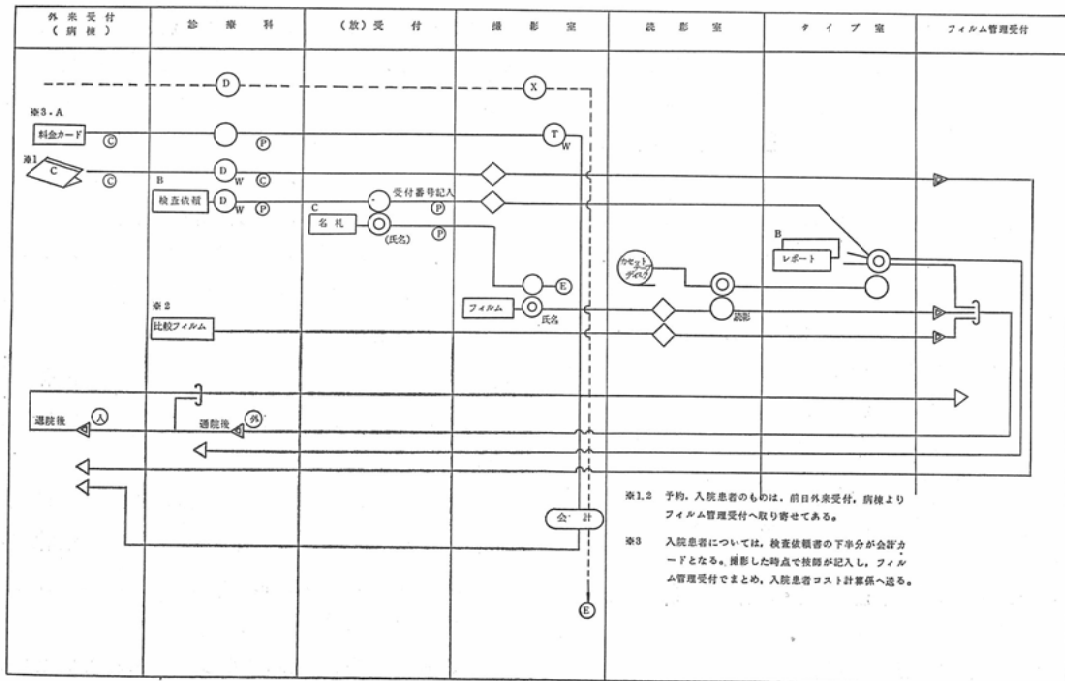 外来受付
(病棟)
診療科
(放)受付
撮影室
読影室
タイプ室
フィルム管理受付
D
X
※3・A
料金カード
C
P
T
W
※1
C
C
D
W
C
B
検査依頼
D
W
P
受付番号記入
P
C
名札
(氏名)
P
B
レポート
カセット
テープ
ディスク
E
フィルム
氏名
読影
※2
比較フィルム
退院後
入
通院後
外
※1,2 予約,入院患者のものは,前日外来受付,病棟より
フィルム管理受付へ取り寄せてある。
会計
※3 入院患者については,検査依頼書の下半分が会計カ
ードとなる。撮影した時点で技師が記入し,フィル
ム管理受付でまとめ,入院患者コスト計算係へ送る。
E